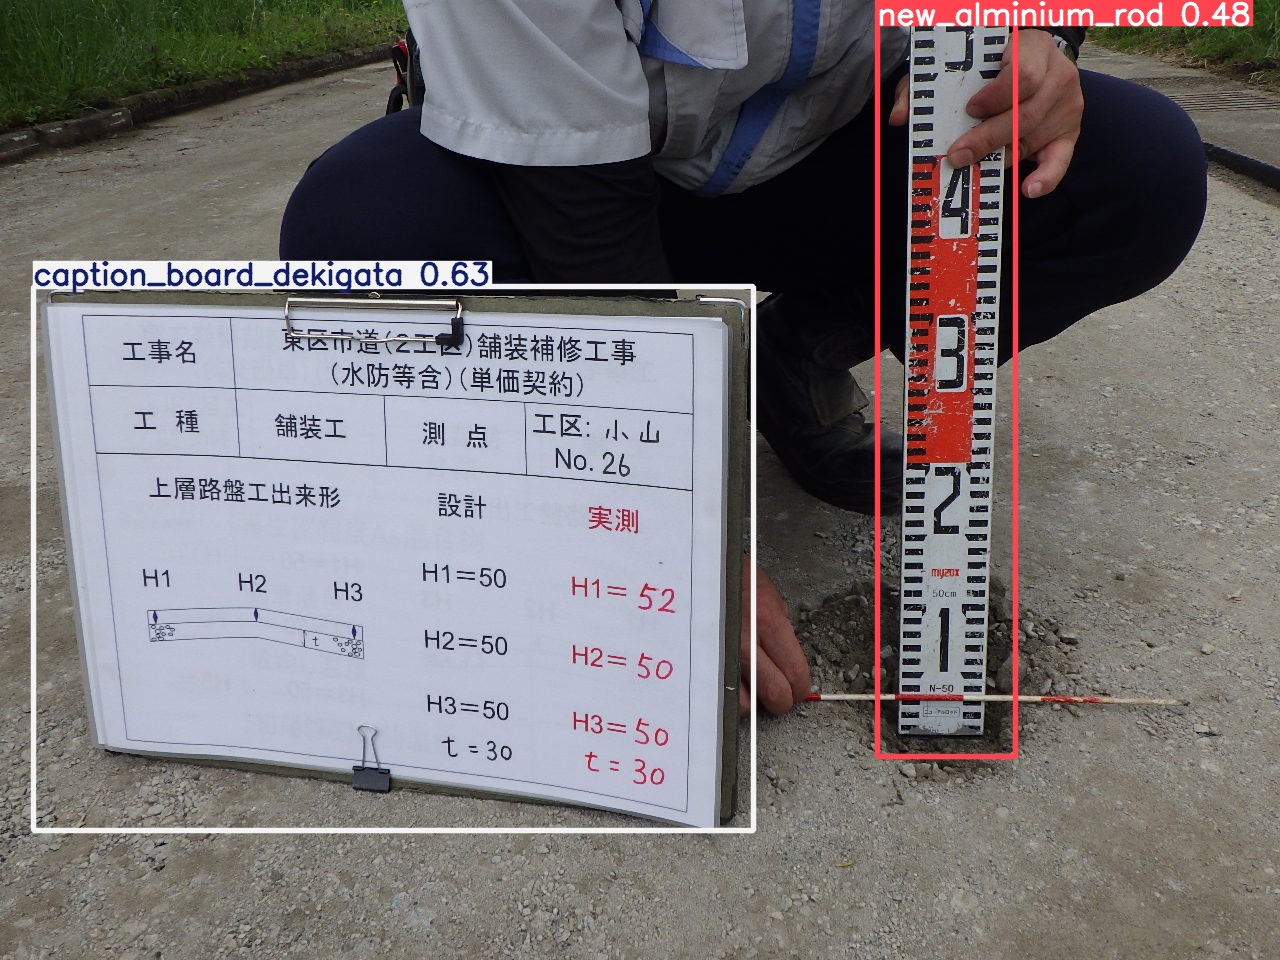 new_alminium_rod 0.48
caption_board_dekigata 0.63
工事名
東区市道(2工区)舗装補修工事
(水防等含)(単価契約)
工 種
舗装工
測 点
工区: 小山
No.26
上層路盤工出来形
設計
実測
H1
H2
H3
t
H1=50
H1=52
H2=50
H2=50
H3=50
H3=50
t=30
t=30
5
4
3
2
myzox
50cm
1
N-50